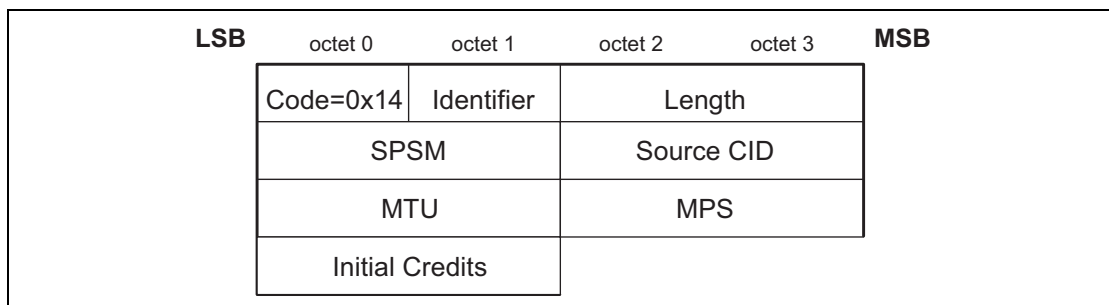 LSB octet 0 octet 1 octet 2 octet 3 MSB
Code=0x14 Identifier Length
SPSM Source CID
MTU MPS
Initial Credits